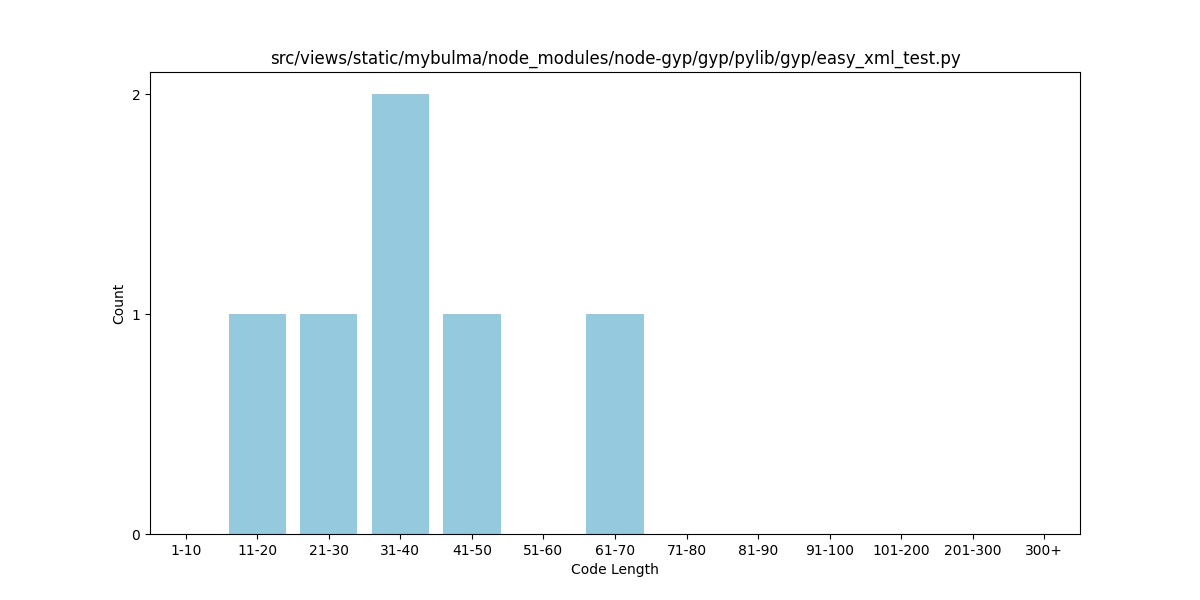 src/views/static/mybulma/node_modules/node-gyp/gyp/pylib/gyp/easy_xml_test.py
2
1
0
Count
1-10 11-20 21-30 31-40 41-50 51-60 61-70 71-80 81-90 91-100 101-200 201-300 300+
Code Length